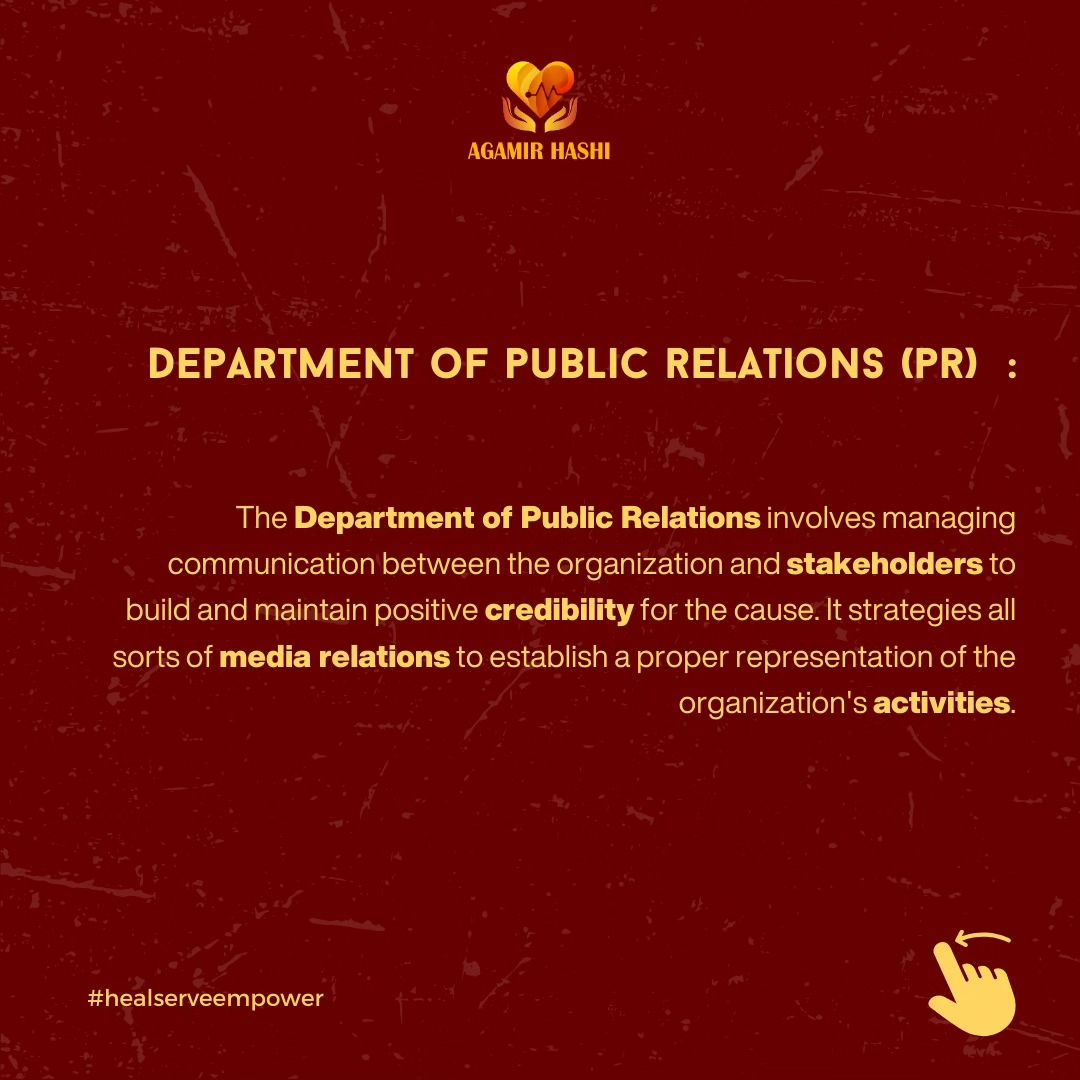 AGAMIR HASHI
DEPARTMENT OF PUBLIC RELATIONS (PR) :
The Department of Public Relations involves managing
communication between the organization and stakeholders to
build and maintain positive credibility for the cause. It strategies all
sorts of media relations to establish a proper representation of the
organization's activities.
#healserveempower